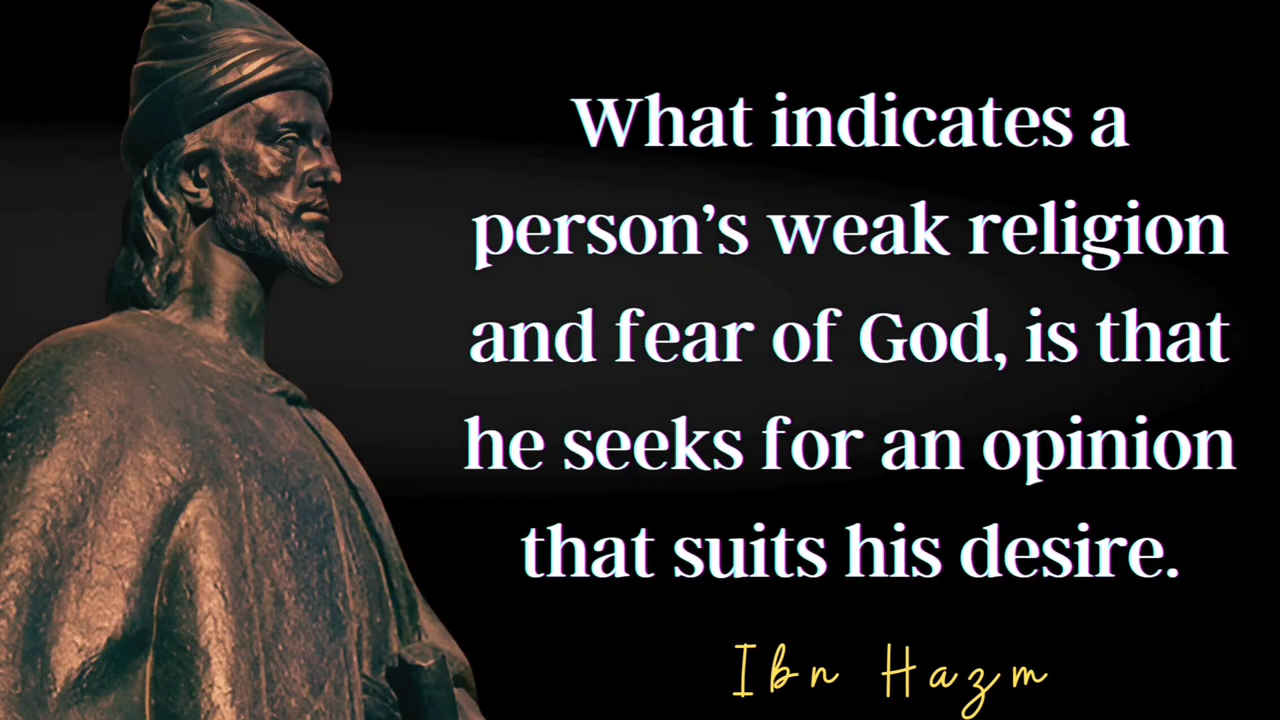 What indicates a
person’s weak religion
and fear of God, is that
he seeks for an opinion
that suits his desire.
Ibn Hazm